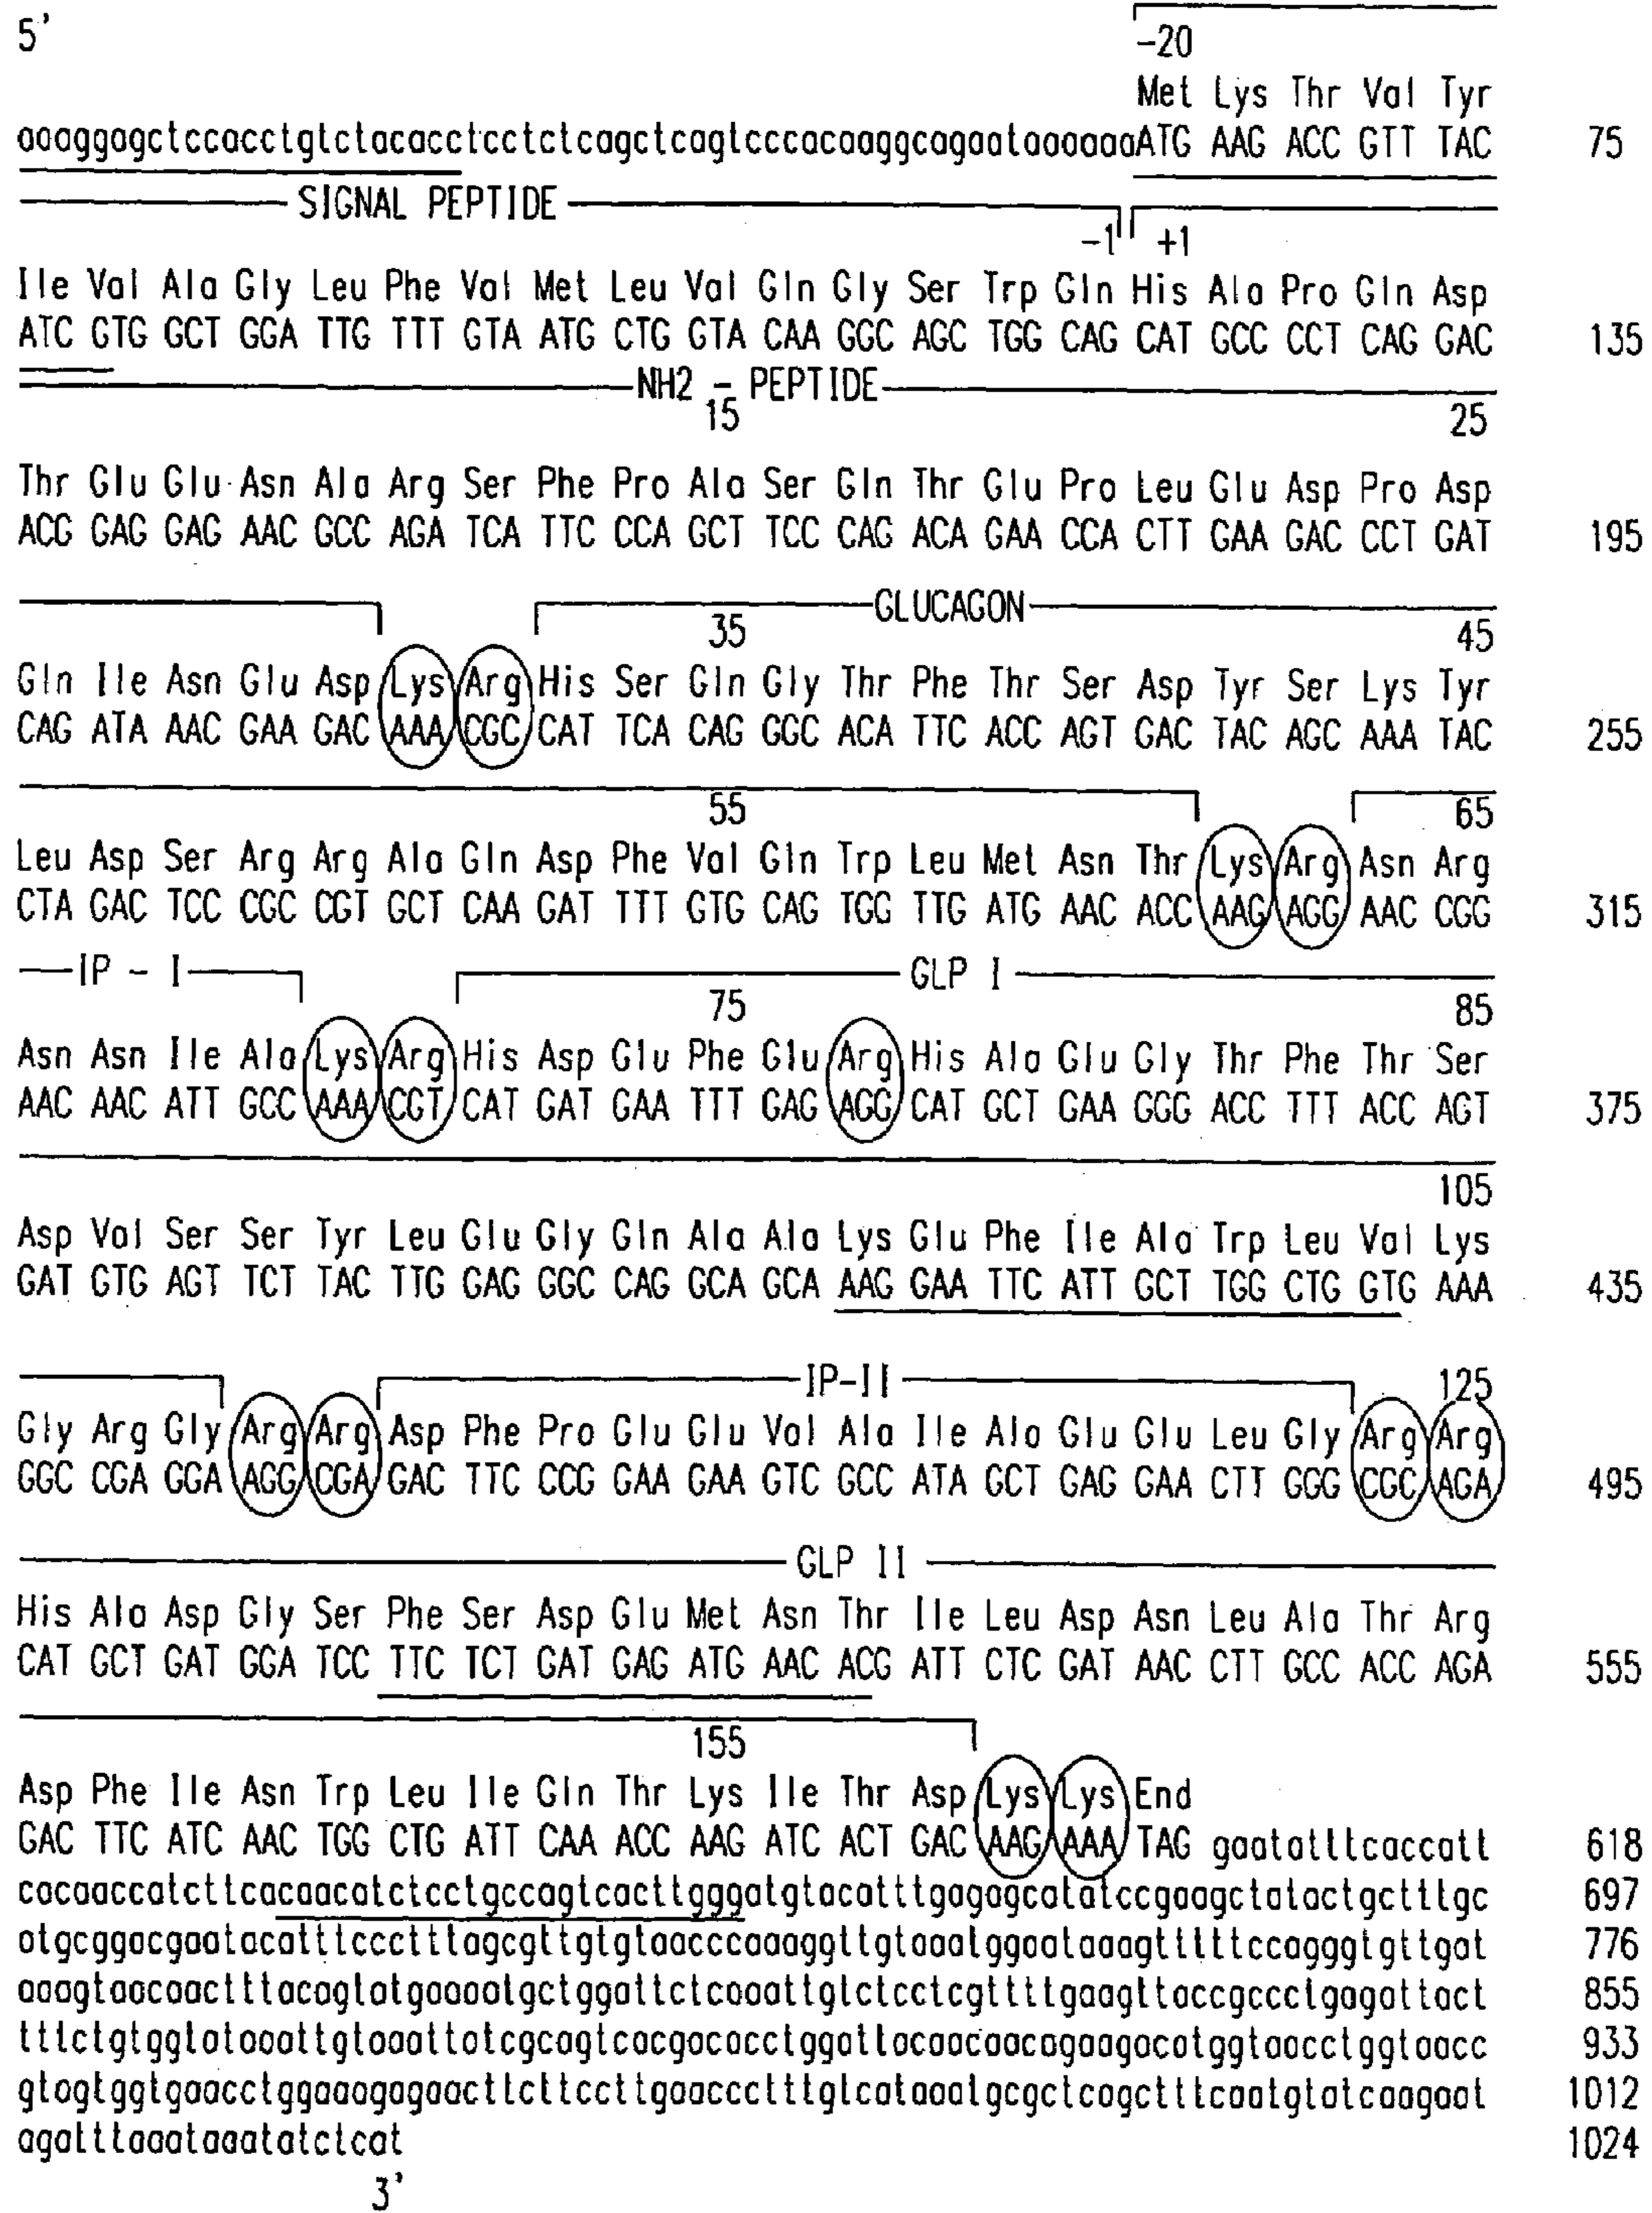 5'
-20
Met Lys Thr Val Tyr
aaaggagctccacctgtctacacctcctctcagctcagtcccacaaggcagaataaaaaaATG AAG ACC GTT TAC 75
SIGNAL PEPTIDE
-1 +1
Ile Val Ala Gly Leu Phe Val Met Leu Val Gln Gly Ser Trp Gln His Ala Pro Gln Asp
ATC GTG GCT GGA TTG TTT GTA ATG CTG GTA CAA GGC AGC TGG CAG CAT GCC CCT CAG GAC 135
NH2 - PEPTIDE
15 25
Thr Glu Glu Asn Ala Arg Ser Phe Pro Ala Ser Gln Thr Glu Pro Leu Glu Asp Pro Asp
ACG GAG GAG AAC GCC AGA TCA TTC CCA GCT TCC CAG ACA GAA CCA CTT GAA GAC CCT GAT 195
GLUCAGON
35 45
Gln Ile Asn Glu Asp Lys Arg His Ser Gln Gly Thr Phe Thr Ser Asp Tyr Ser Lys Tyr
CAG ATA AAC GAA GAC AAA CGC CAT TCA CAG GGC ACA TTC ACC AGT GAC TAC AGC AAA TAC 255
55 65
Leu Asp Ser Arg Arg Ala Gln Asp Phe Val Gln Trp Leu Met Asn Thr Lys Arg Asn Arg
CTA GAC TCC CGC CGT GCT CAA GAT TTT GTG CAG TGG TTG ATG AAC ACC AAG AGG AAC CGG 315
IP - I GLP I
75 85
Asn Asn Ile Ala Lys Arg His Asp Glu Phe Glu Arg His Ala Glu Gly Thr Phe Thr Ser
AAC AAC ATT GCC AAA CGT CAT GAT GAA TTT GAG AGG CAT GCT GAA GGG ACC TTT ACC AGT 375
105
Asp Val Ser Ser Tyr Leu Glu Gly Gln Ala Ala Lys Glu Phe Ile Ala Trp Leu Val Lys
GAT GTG AGT TCT TAC TTG GAG GGC CAG GCA GCA AAG GAA TTC ATT GCT TGG CTG GTG AAA 435
IP-II
125
Gly Arg Gly Arg Arg Asp Phe Pro Glu Glu Val Ala Ile Ala Glu Glu Leu Gly Arg Arg
GGC CGA GGA AGG CGA GAC TTC CCG GAA GAA GTC GCC ATA GCT GAG GAA CTT GGG CGC AGA 495
GLP II
His Ala Asp Gly Ser Phe Ser Asp Glu Met Asn Thr Ile Leu Asp Asn Leu Ala Thr Arg
CAT GCT GAT GGA TCC TTC TCT GAT GAG ATG AAC ACG ATT CTC GAT AAC CTT GCC ACC AGA 555
155
Asp Phe Ile Asn Trp Leu Ile Gln Thr Lys Ile Thr Asp Lys Lys End
GAC TTC ATC AAC TGG CTG ATT CAA ACC AAG ATC ACT GAC AAG AAA TAG gaatatttcaccatt 618
cacaaccatcttcacaacatctcctgccagtcacttgggatgtacatttgagagcatatccgaagctatactgctttgc 697
atgcggacgaatacatttccctttagcgttgtgtaacccaaaggttgtaaatggaataaagtttttccagggtgttgat 776
aaagtaacaactttacagtatgaaaatgctggattctcaaattgtctcctcgttttgaagttaccgccctgagattact 855
tttctgtggtataaattgtaaattatcgcagtcacgacacctggattacaacaacagaagacatggtaacctggtaacc 933
gtagtggtgaacctggaaagagaacttcttccttgaaccctttgtcataaatgcgctcagctttcaatgtatcaagaat 1012
agatttaaataaatatctcat 1024
3'